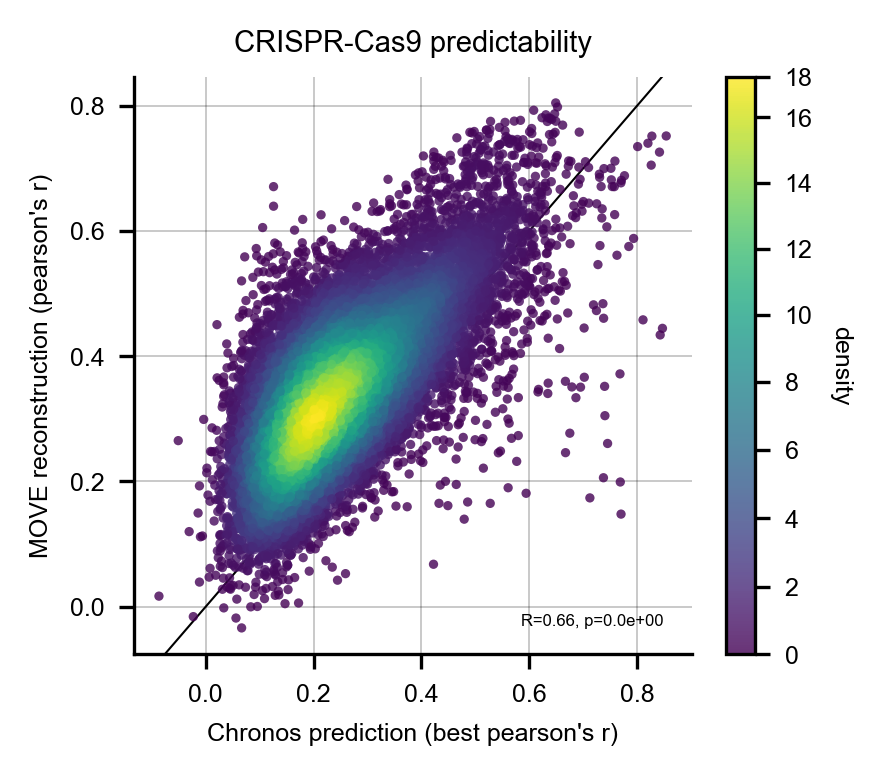 CRISPR-Cas9 predictability
MOVE reconstruction (pearson's r)
0.8
0.6
0.4
0.2
0.0
R=0.66, p=0.0e+00
0.0 0.2 0.4 0.6 0.8
Chronos prediction (best pearson's r)
18
16
14
12
10
8
6
4
2
0
density